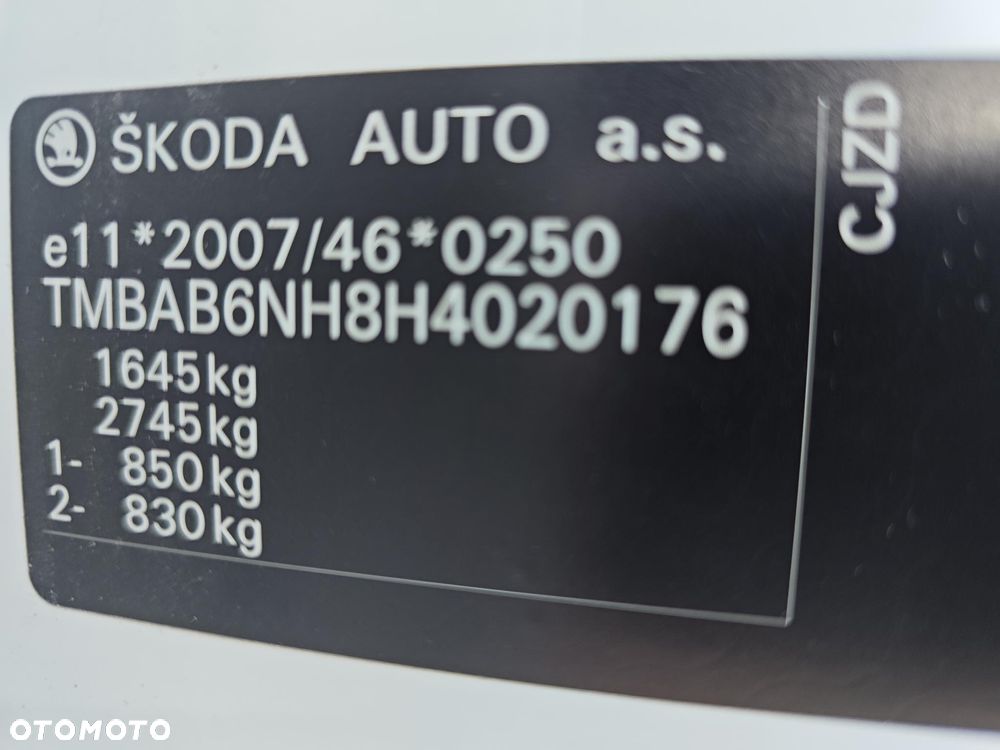 ŠKODA AUTO a.s.
e11*2007/46*0250
TMBAB6NH8H4020176
1645kg
2745kg
1- 850kg
2- 830kg
CJZD
OTOMOTO